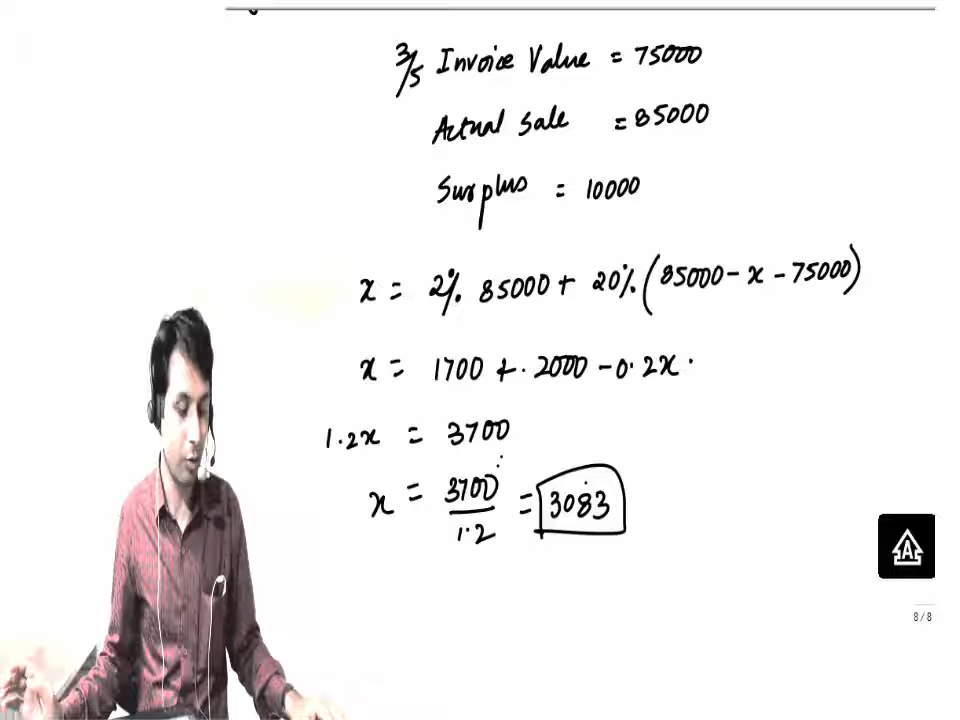 3/5 Invoice Value = 75000
Actual Sale = 85000
Surplus = 10000
x = 2% 85000 + 20% (85000 - x - 75000)
x = 1700 + 2000 - 0.2x
1.2x = 3700
x = 3700/1.2 = 3083
A
8/8